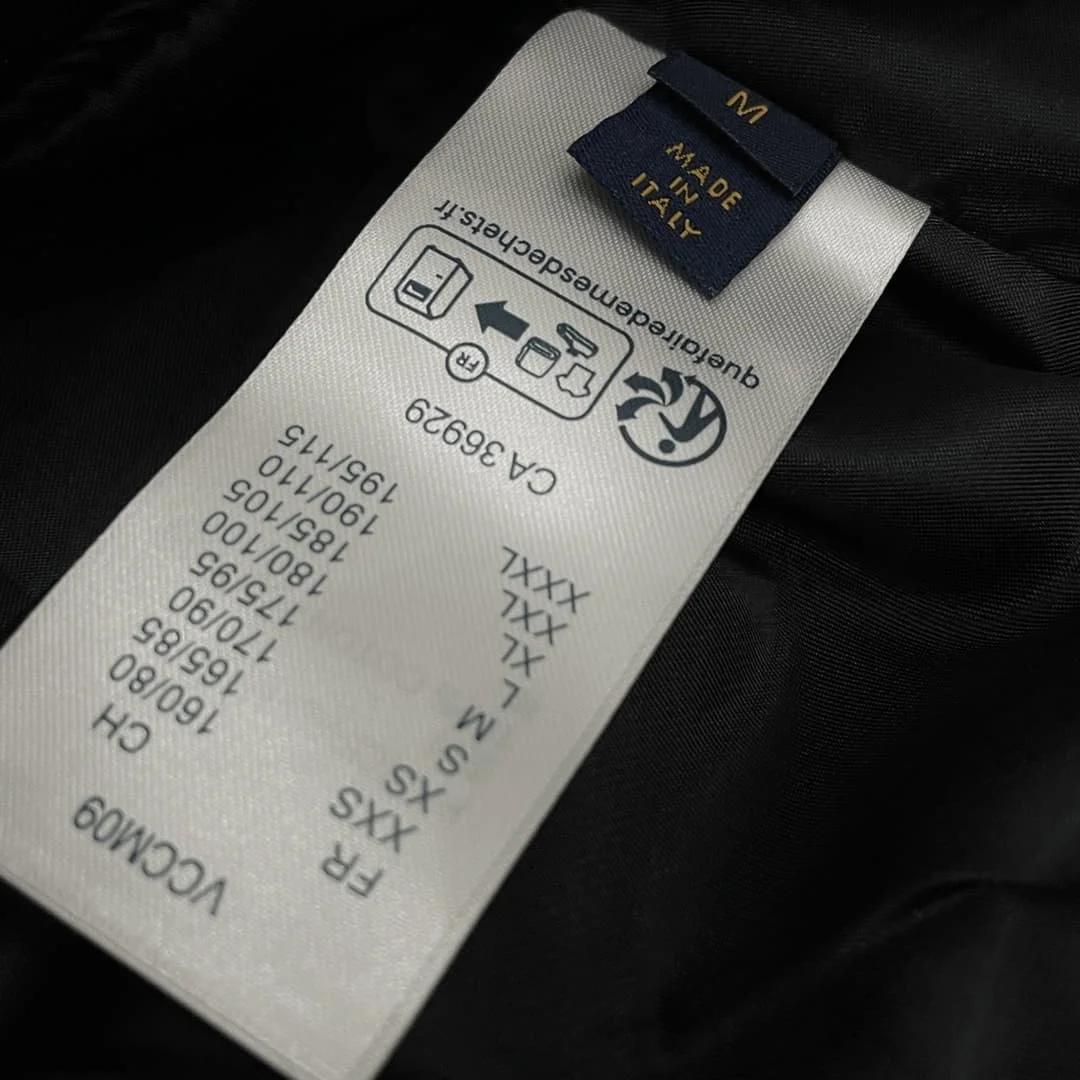 M
MADE
IN
ITALY
VCCM09
FR CH
XXS 160/80
XS 165/85
S 170/90
M 175/95
L 180/100
XL 185/105
XXL 190/110
XXXL 195/115
CA 36929
FR
quefairedemesdechets.fr